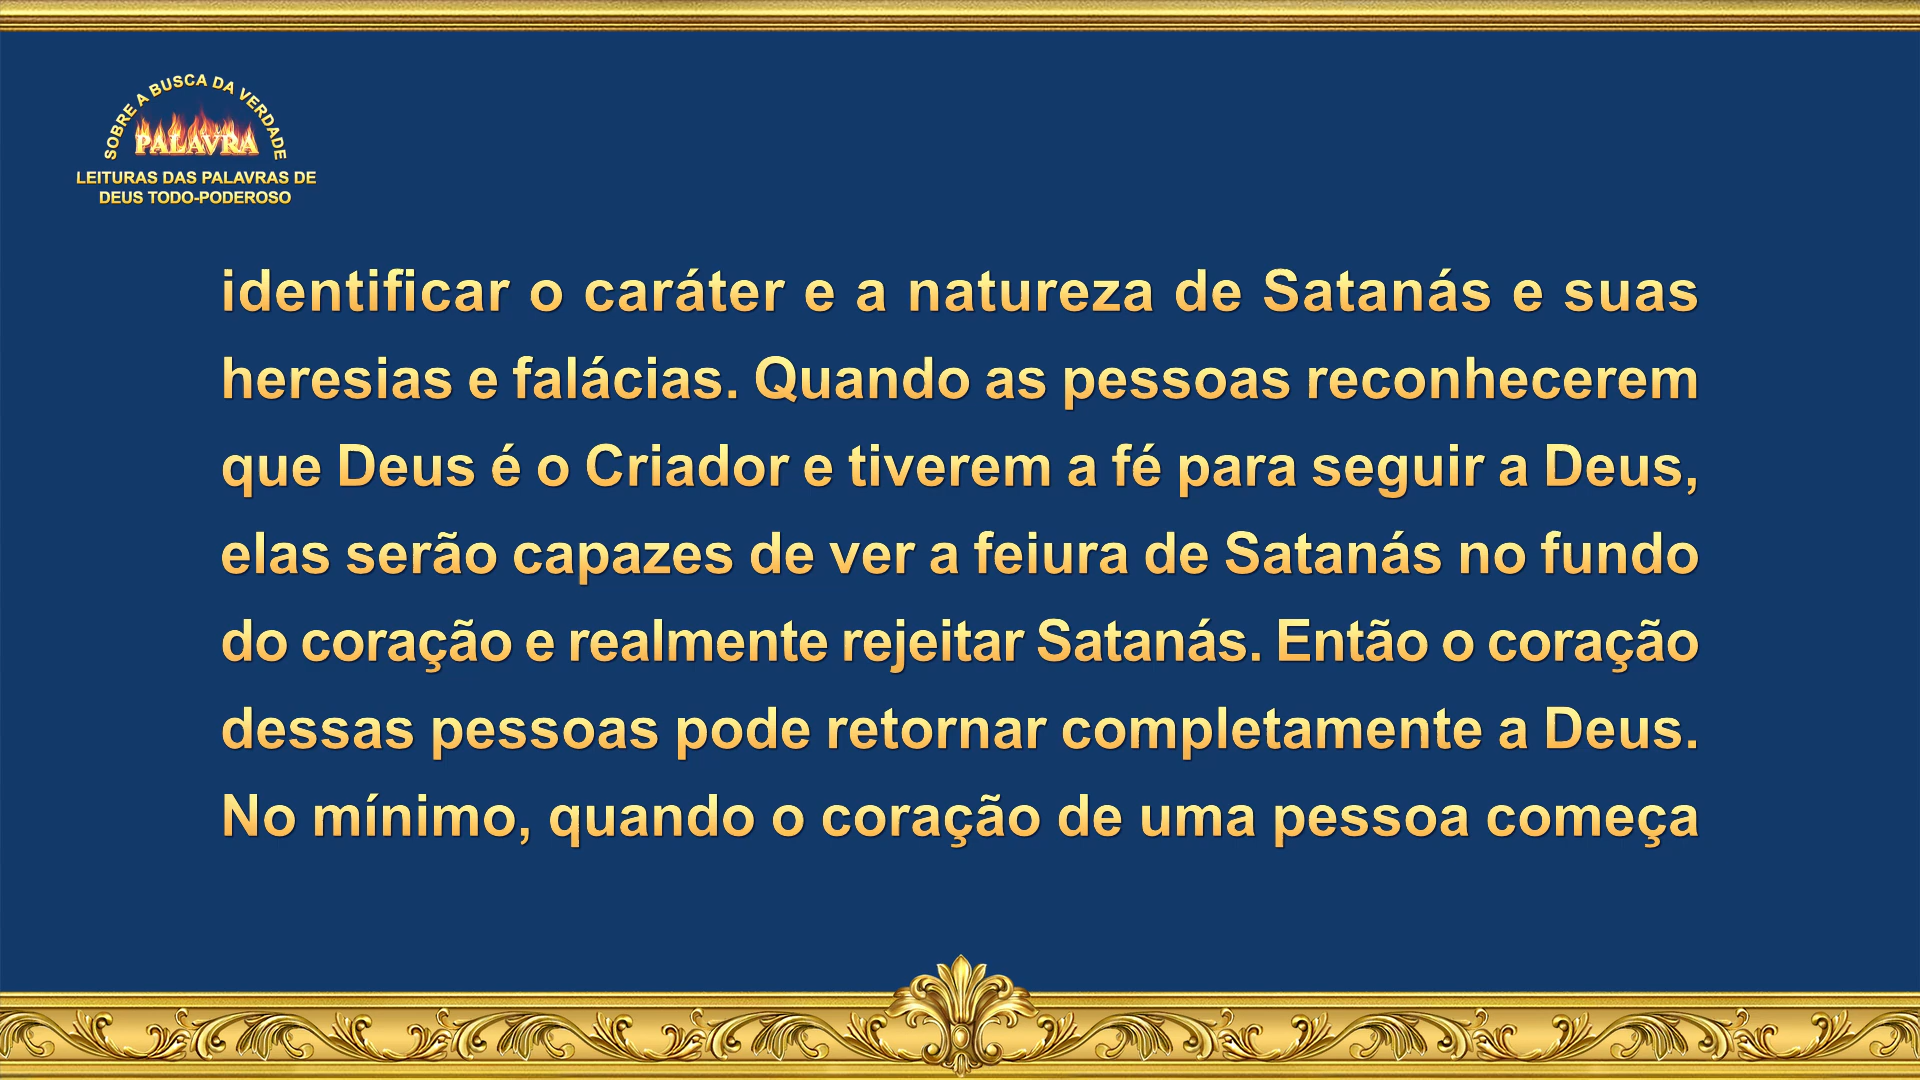 SOBRE A BUSCA DA VERDADE
PALAVRA
LEITURAS DAS PALAVRAS DE
DEUS TODO-PODEROSO
identificar o caráter e a natureza de Satanás e suas
heresias e falácias. Quando as pessoas reconhecerem
que Deus é o Criador e tiverem a fé para seguir a Deus,
elas serão capazes de ver a feiura de Satanás no fundo
do coração e realmente rejeitar Satanás. Então o coração
dessas pessoas pode retornar completamente a Deus.
No mínimo, quando o coração de uma pessoa começa